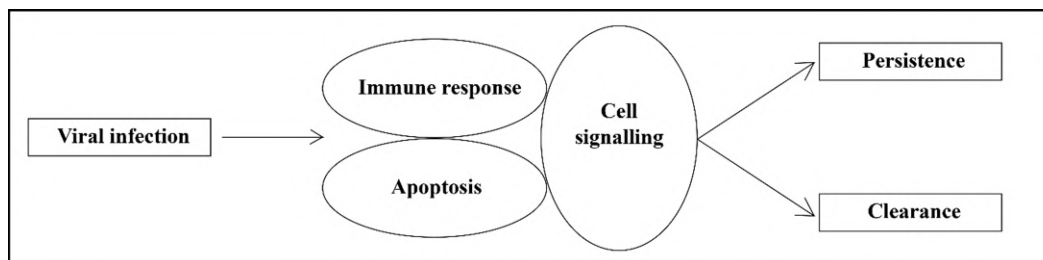 Viral infection
Immune response
Apoptosis
Cell
signalling
Persistence
Clearance